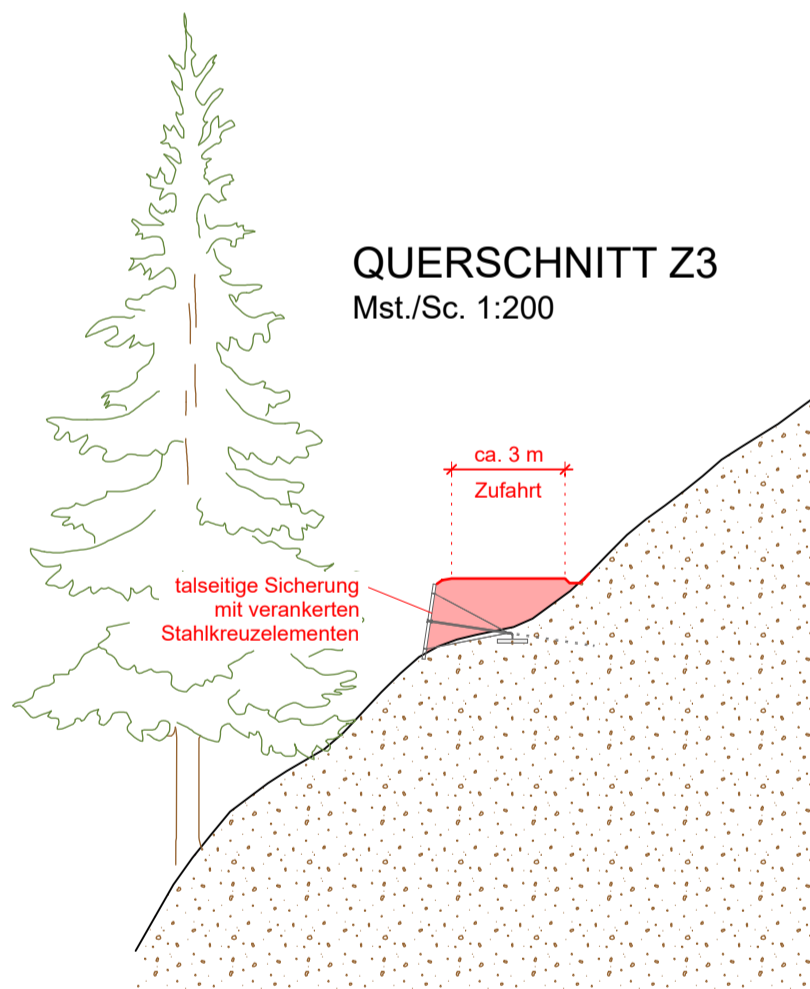 QUERSCHNITT Z3
Mst./Sc. 1:200
ca. 3 m
Zufahrt
talseitige Sicherung
mit verankerten
Stahlkreuzelementen